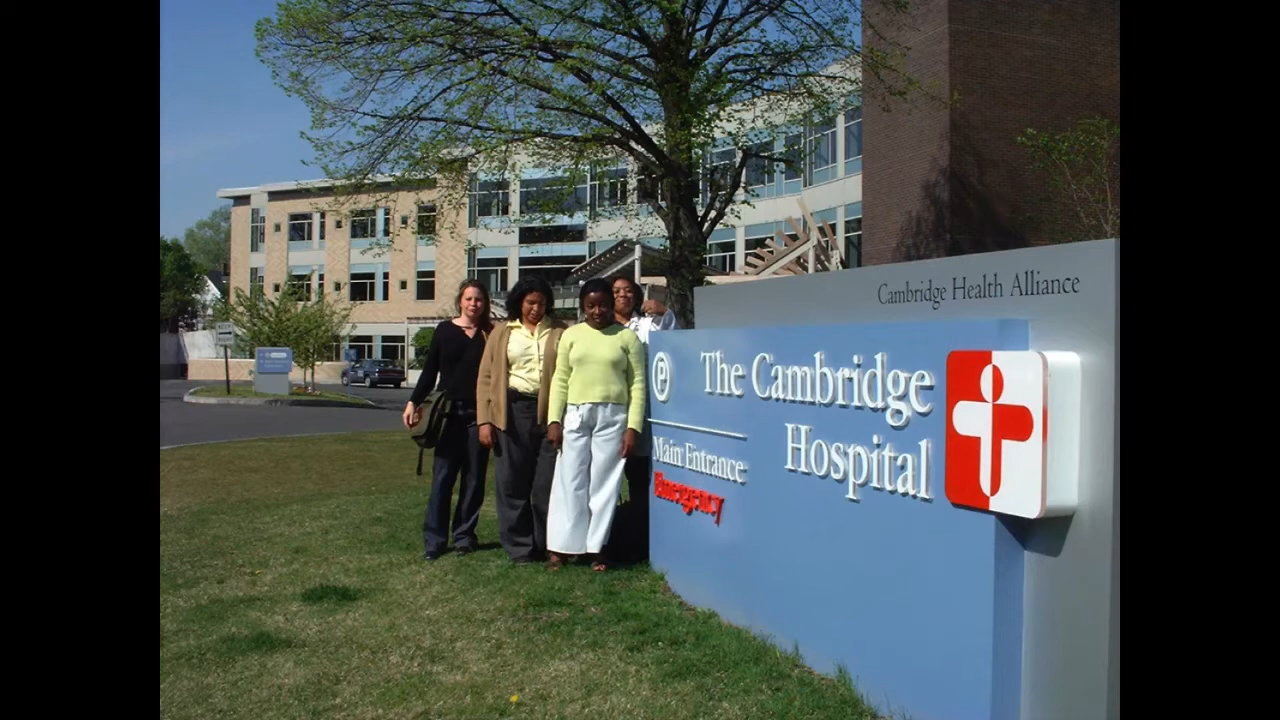 Cambridge Health Alliance
P
The Cambridge
Hospital
Main Entrance
Emergency